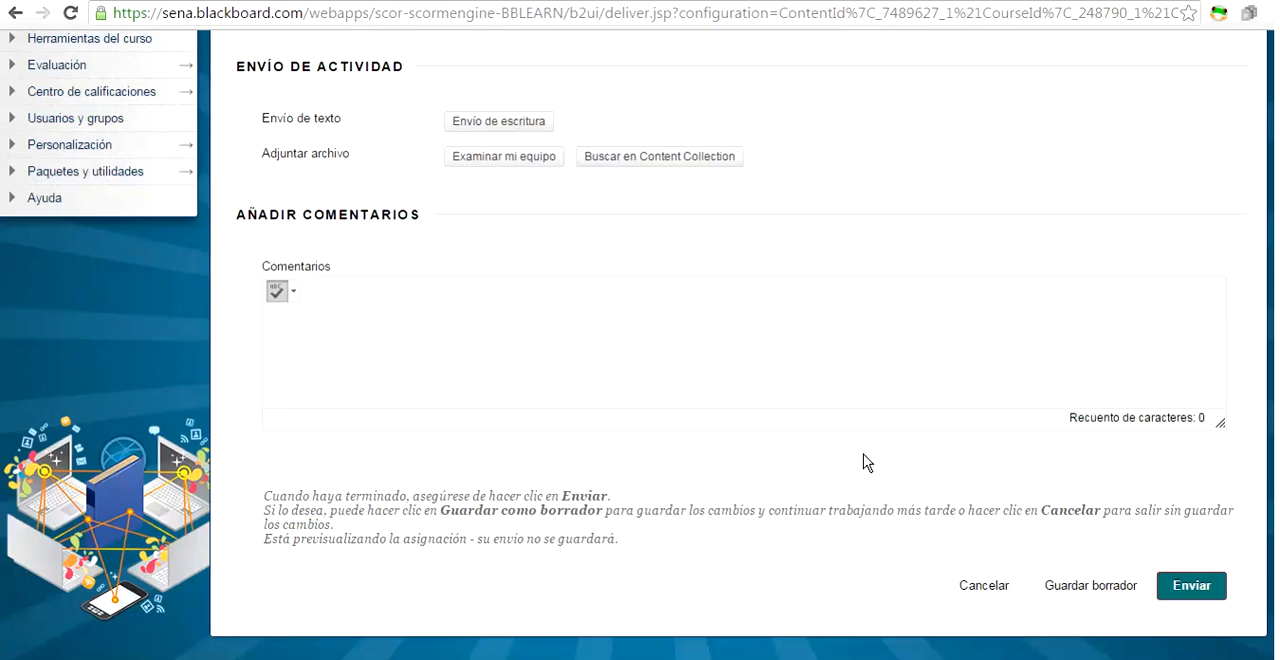 https://sena.blackboard.com/webapps/scor-scormengine-BBLEARN/b2ui/deliver.jsp?configuration=ContentId%7C_7489627_1%21CourseId%7C_248790_1%21C
Herramientas del curso
Evaluación
Centro de calificaciones
Usuarios y grupos
Personalización
Paquetes y utilidades
Ayuda
ENVÍO DE ACTIVIDAD
Envío de texto Envío de escritura
Adjuntar archivo Examinar mi equipo Buscar en Content Collection
AÑADIR COMENTARIOS
Comentarios
ABC
Recuento de caracteres: 0
Cuando haya terminado, asegúrese de hacer clic en Enviar.
Si lo desea, puede hacer clic en Guardar como borrador para guardar los cambios y continuar trabajando más tarde o hacer clic en Cancelar para salir sin guardar
los cambios.
Está previsualizando la asignación - su envío no se guardará.
Cancelar Guardar borrador Enviar